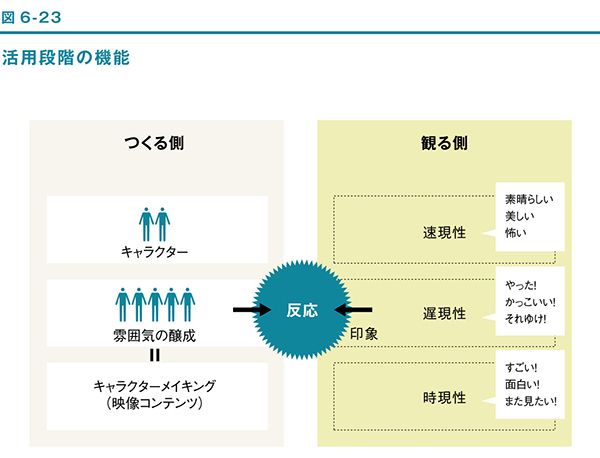 図6-23
活用段階の機能
つくる側
キャラクター
雰囲気の醸成
キャラクターメイキング
（映像コンテンツ）
反応
印象
観る側
速現性
素晴らしい
美しい
怖い
遅現性
やった!
かっこいい!
それゆけ!
時現性
すごい!
面白い!
また見たい!